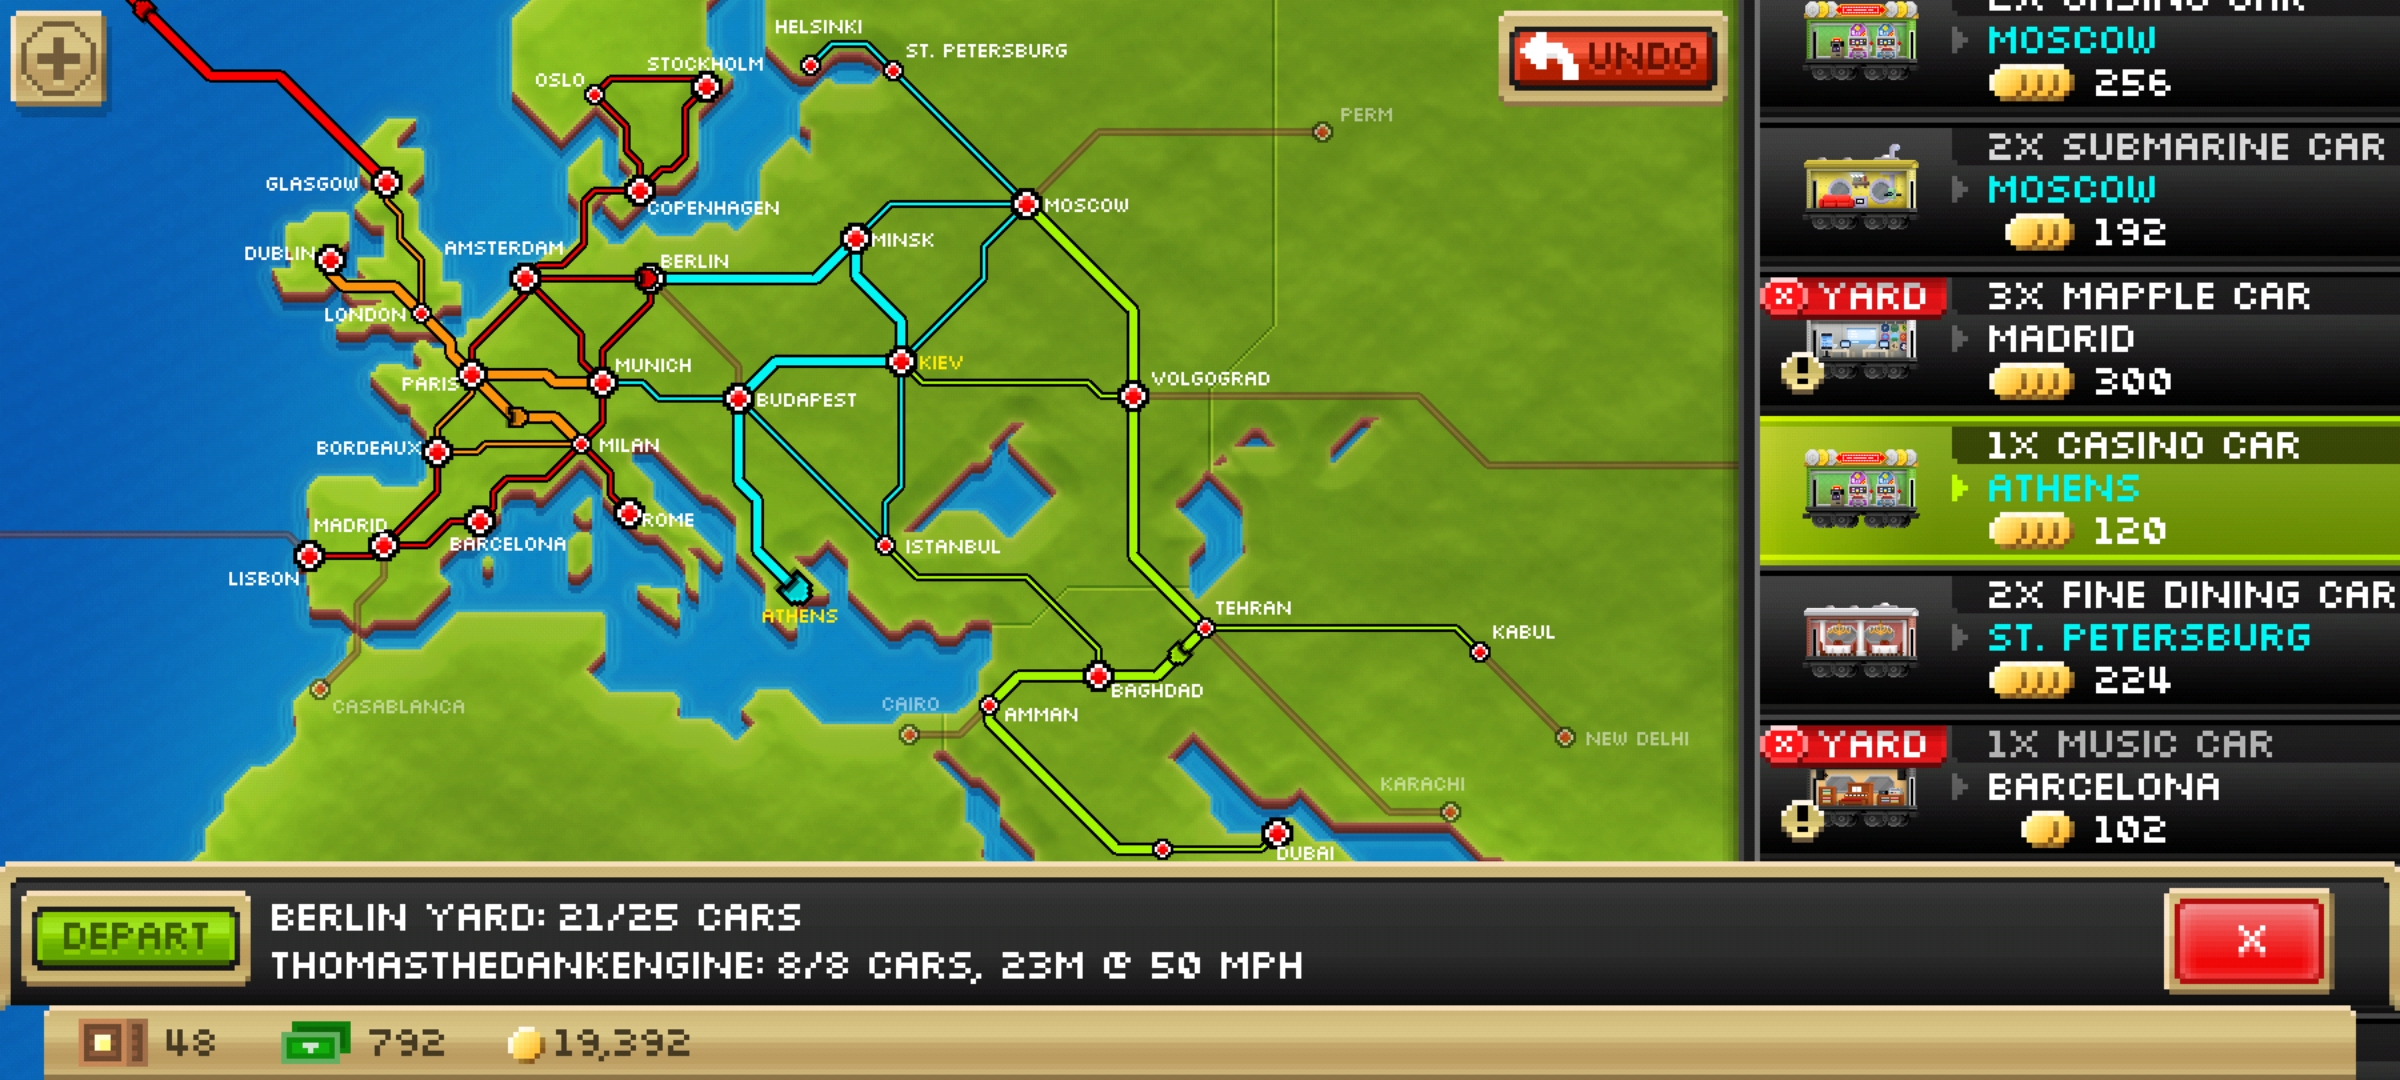 HELSINKI
ST. PETERSBURG
STOCKHOLM
OSLO
PERM
GLASGOW
COPENHAGEN
MOSCOW
DUBLIN
AMSTERDAM
BERLIN
MINSK
LONDON
PARIS
MUNICH
KIEV
BUDAPEST
VOLGOGRAD
BORDEAUX
MILAN
MADRID
ROME
BARCELONA
ISTANBUL
LISBON
ATHENS
TEHRAN
KABUL
CASABLANCA
BAGHDAD
CAIRO
AMMAN
NEW DELHI
KARACHI
DUBAI
UNDO
2X CASINO CAR
MOSCOW
256
2X SUBMARINE CAR
MOSCOW
192
X YARD
3X MAPPLE CAR
MADRID
300
1X CASINO CAR
ATHENS
120
2X FINE DINING CAR
ST. PETERSBURG
224
X YARD
1X MUSIC CAR
BARCELONA
102
DEPART
BERLIN YARD: 21/25 CARS
THOMASTHEDANKENGINE: 8/8 CARS, 23M @ 50 MPH
X
48
792
19,392